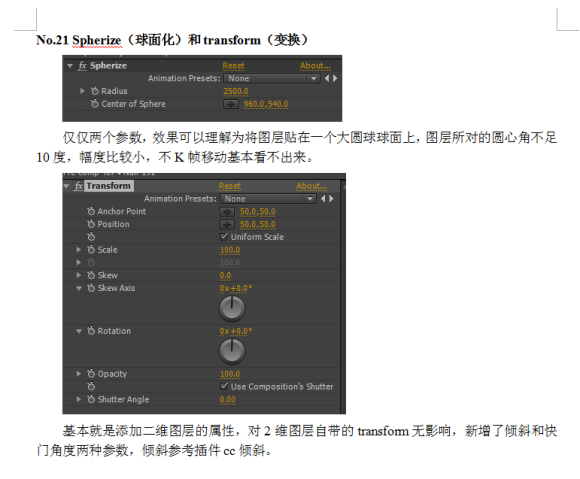 No.21 Spherize（球面化）和 transform（变换）
fx Spherize Reset About...
Animation Presets: None
Radius 2500.0
Center of Sphere 960.0,540.0
仅仅两个参数，效果可以理解为将图层贴在一个大圆球球面上，图层所对的圆心角不足
10 度，幅度比较小，不 K 帧移动基本看不出来。
fx Transform Reset About...
Animation Presets: None
Anchor Point 50.0,50.0
Position 50.0,50.0
Uniform Scale
Scale 100.0
100.0
Skew 0.0
Skew Axis 0x+0.0°
Rotation 0x+0.0°
Opacity 100.0
Use Composition's Shutter
Shutter Angle 0.00
基本就是添加二维图层的属性，对 2 维图层自带的 transform 无影响，新增了倾斜和快
门角度两种参数，倾斜参考插件 cc 倾斜。